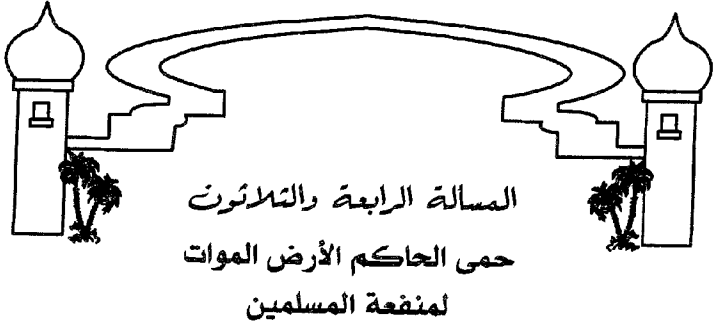 المسالة الرابعة والثلاثون
حمى الحاكم الأرض الموات
لمنفعة المسلمين